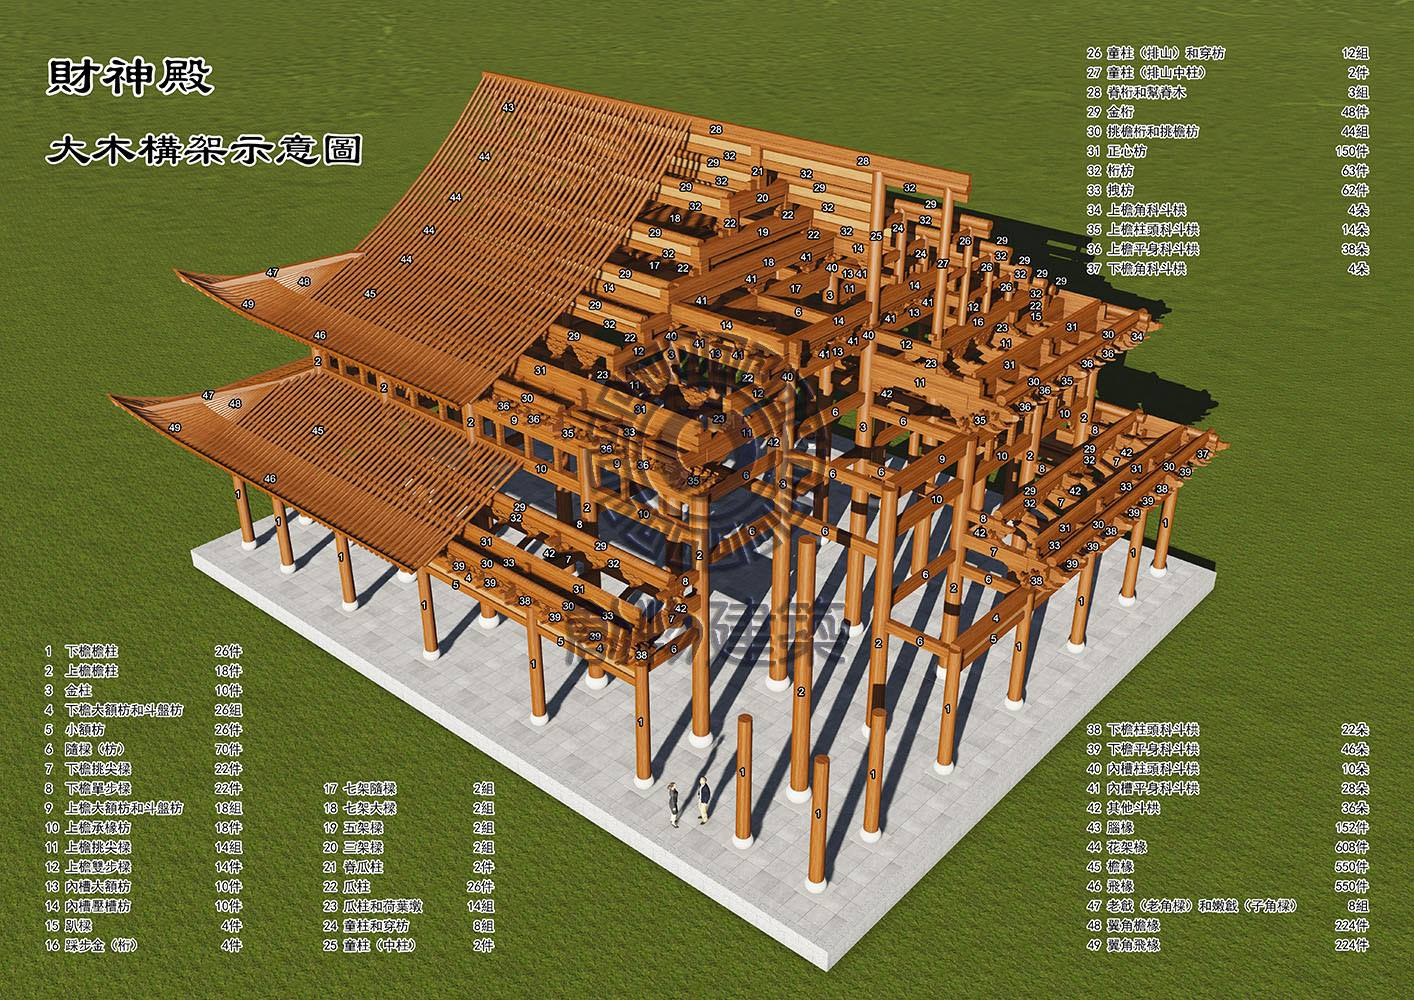 財神殿
大木構架示意圖
26 童柱（排山）和穿枋 12組
27 童柱（排山中柱） 2件
28 脊桁和幫脊木 3組
29 金桁 48件
30 挑檐桁和挑檐枋 44組
31 正心枋 150件
32 桁枋 63件
33 拽枋 62件
34 上檐角科斗栱 4朵
35 上檐柱頭科斗栱 14朵
36 上檐平身科斗栱 38朵
37 下檐角科斗栱 4朵
1 下檐檐柱 26件
2 上檐檐柱 18件
3 金柱 10件
4 下檐大額枋和斗盤枋 26組
5 小額枋 26件
6 隨樑（枋） 70件
7 下檐挑尖樑 22件
8 下檐單步樑 22件
9 上檐大額枋和斗盤枋 18組
10 上檐承椽枋 18件
11 上檐挑尖樑 14組
12 上檐雙步樑 14件
13 內槽大額枋 10件
14 內槽壓槽枋 10件
15 趴樑 4件
16 踩步金（桁） 4件
17 七架隨樑 2組
18 七架大樑 2組
19 五架樑 2組
20 三架樑 2組
21 脊瓜柱 2件
22 瓜柱 26件
23 瓜柱和荷葉墩 14組
24 童柱和穿枋 8組
25 童柱（中柱） 2件
38 下檐柱頭科斗栱 22朵
39 下檐平身科斗栱 46朵
40 內槽柱頭科斗栱 10朵
41 內槽平身科斗栱 28朵
42 其他斗栱 36朵
43 腦椽 152件
44 花架椽 608件
45 檐椽 550件
46 飛椽 550件
47 老戧（老角樑）和嫩戧（子角樑） 8組
48 翼角檐椽 224件
49 翼角飛椽 224件
建築